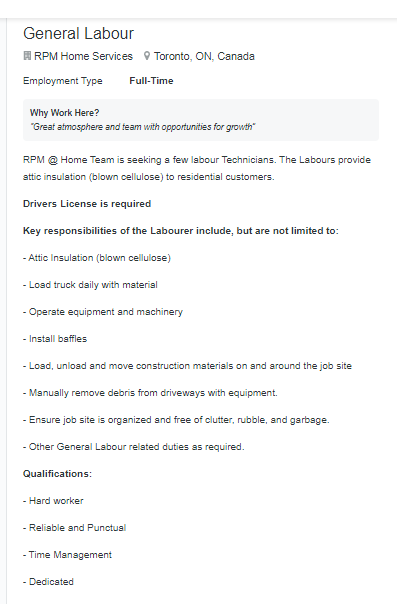 General Labour
RPM Home Services Toronto, ON, Canada
Employment Type Full-Time
Why Work Here?
"Great atmosphere and team with opportunities for growth"
RPM @ Home Team is seeking a few labour Technicians. The Labours provide
attic insulation (blown cellulose) to residential customers.
Drivers License is required
Key responsibilities of the Labourer include, but are not limited to:
- Attic Insulation (blown cellulose)
- Load truck daily with material
- Operate equipment and machinery
- Install baffles
- Load, unload and move construction materials on and around the job site
- Manually remove debris from driveways with equipment.
- Ensure job site is organized and free of clutter, rubble, and garbage.
- Other General Labour related duties as required.
Qualifications:
- Hard worker
- Reliable and Punctual
- Time Management
- Dedicated